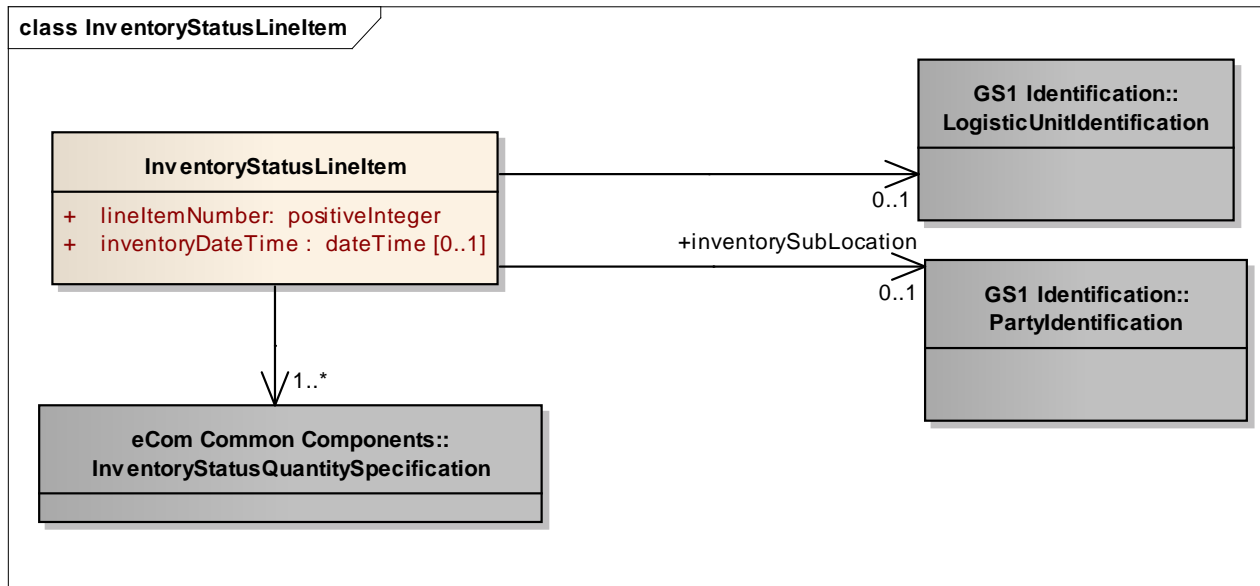 class InventoryStatusLineItem
GS1 Identification::
LogisticUnitIdentification
InventoryStatusLineItem
+ lineItemNumber: positiveInteger
+ inventoryDateTime : dateTime [0..1]
0..1
+inventorySubLocation
0..1
GS1 Identification::
PartyIdentification
1..*
eCom Common Components::
InventoryStatusQuantitySpecification